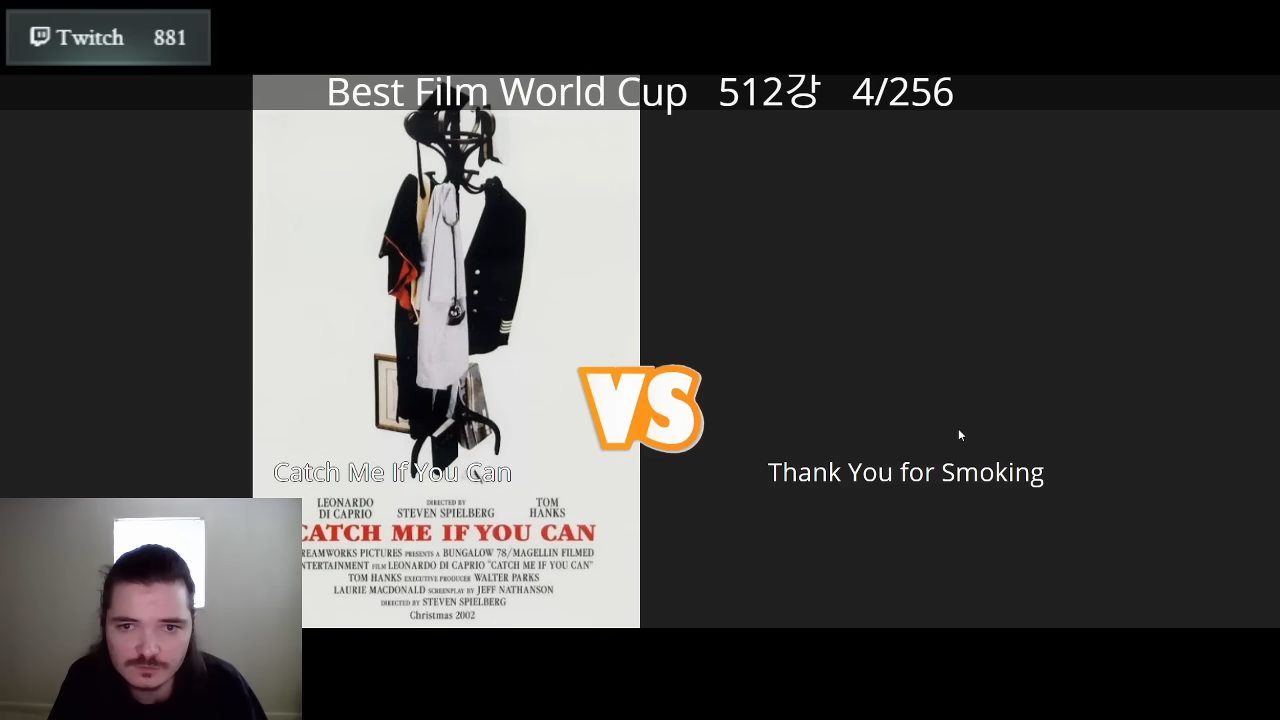 Twitch 881
Best Film World Cup 512강 4/256
VS
Catch Me If You Can
Thank You for Smoking
LEONARDO DI CAPRIO
DIRECTED BY STEVEN SPIELBERG
TOM HANKS
CATCH ME IF YOU CAN
REAMWORKS PICTURES PRESENTS A BUNGALOW 78/MAGELLIN FILMED
NTERTAINMENT FILM LEONARDO DI CAPRIO "CATCH ME IF YOU CAN"
TOM HANKS EXECUTIVE PRODUCER WALTER PARKS
LAURIE MACDONALD SCREENPLAY BY JEFF NATHANSON
DIRECTED BY STEVEN SPIELBERG
Christmas 2002